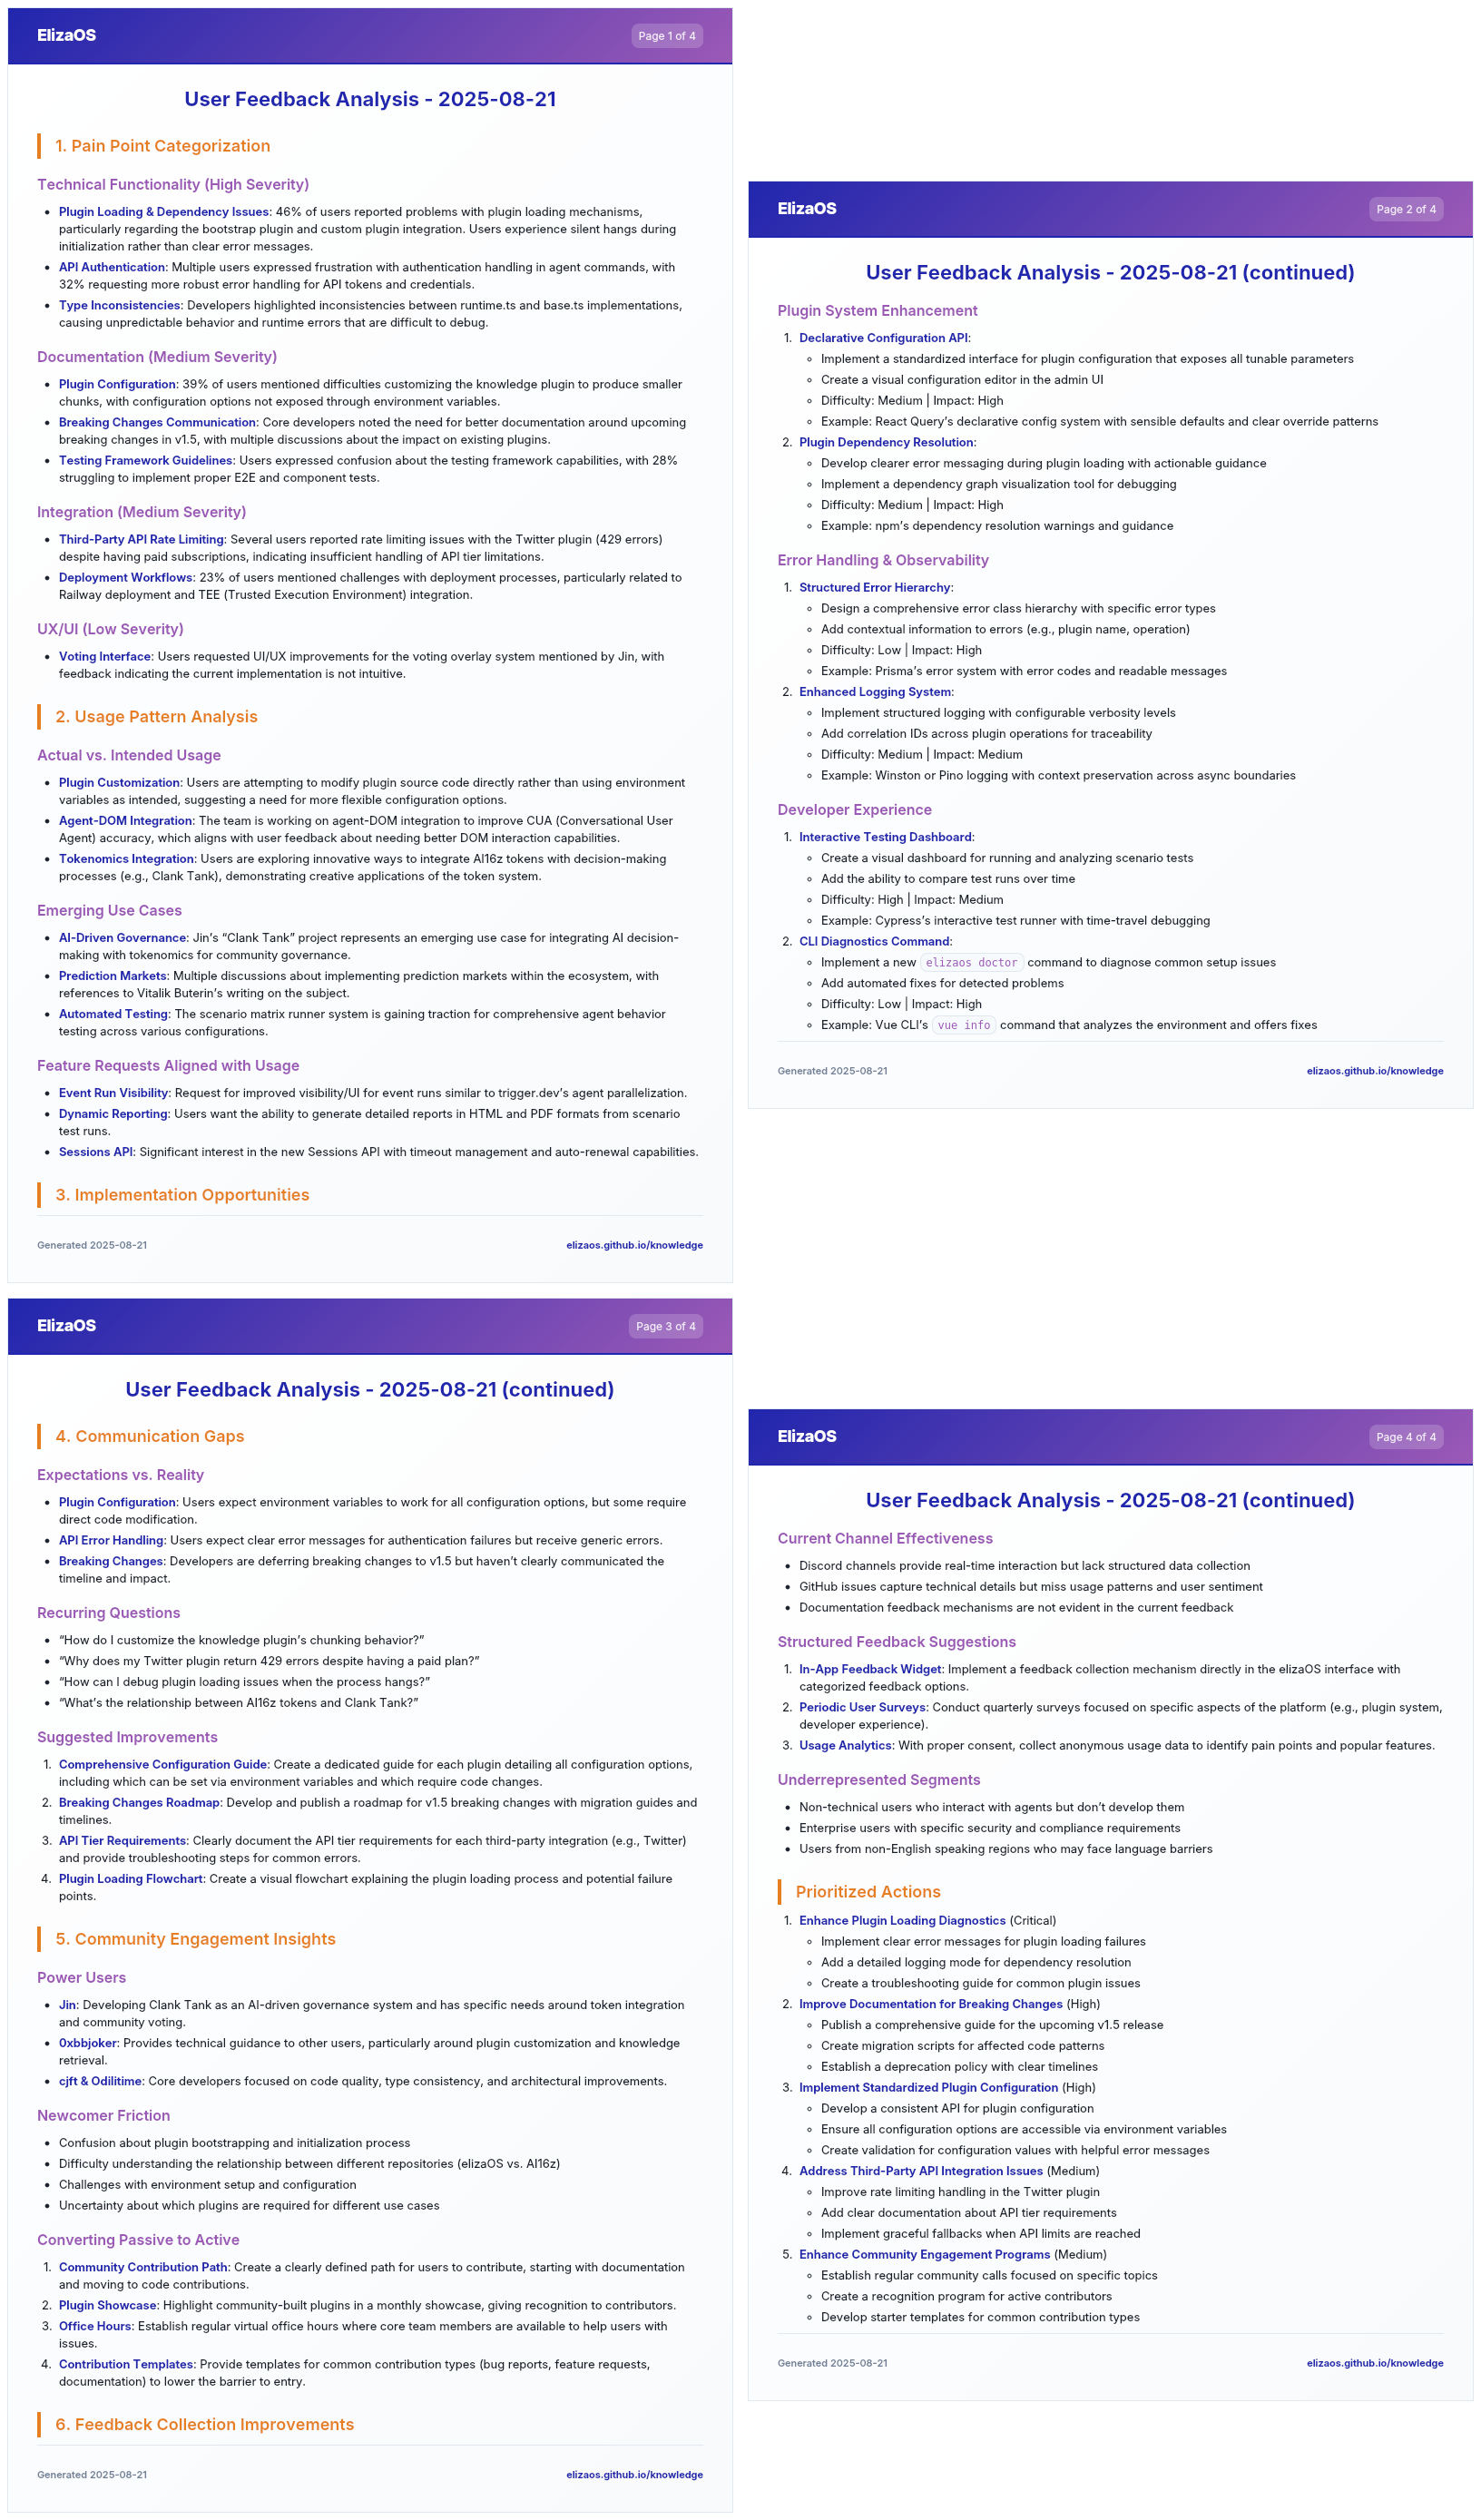 ElizaOS
Page 1 of 4
User Feedback Analysis - 2025-08-21
1. Pain Point Categorization
Technical Functionality (High Severity)
• Plugin Loading & Dependency Issues: 46% of users reported problems with plugin loading mechanisms,
particularly regarding the bootstrap plugin and custom plugin integration. Users experience silent hangs during
initialization rather than clear error messages.
• API Authentication: Multiple users expressed frustration with authentication handling in agent commands, with
32% requesting more robust error handling for API tokens and credentials.
• Type Inconsistencies: Developers highlighted inconsistencies between runtime.ts and base.ts implementations,
causing unpredictable behavior and runtime errors that are difficult to debug.
Documentation (Medium Severity)
• Plugin Configuration: 39% of users mentioned difficulties customizing the knowledge plugin to produce smaller
chunks, with configuration options not exposed through environment variables.
• Breaking Changes Communication: Core developers noted the need for better documentation around upcoming
breaking changes in v1.5, with multiple discussions about the impact on existing plugins.
• Testing Framework Guidelines: Users expressed confusion about the testing framework capabilities, with 28%
struggling to implement proper E2E and component tests.
Integration (Medium Severity)
• Third-Party API Rate Limiting: Several users reported rate limiting issues with the Twitter plugin (429 errors)
despite having paid subscriptions, indicating insufficient handling of API tier limitations.
• Deployment Workflows: 23% of users mentioned challenges with deployment processes, particularly related to
Railway deployment and TEE (Trusted Execution Environment) integration.
UX/UI (Low Severity)
• Voting Interface: Users requested UI/UX improvements for the voting overlay system mentioned by Jin, with
feedback indicating the current implementation is not intuitive.
2. Usage Pattern Analysis
Actual vs. Intended Usage
• Plugin Customization: Users are attempting to modify plugin source code directly rather than using environment
variables as intended, suggesting a need for more flexible configuration options.
• Agent-DOM Integration: The team is working on agent-DOM integration to improve CUA (Conversational User
Agent) accuracy, which aligns with user feedback about needing better DOM interaction capabilities.
• Tokenomics Integration: Users are exploring innovative ways to integrate AI16z tokens with decision-making
processes (e.g., Clank Tank), demonstrating creative applications of the token system.
Emerging Use Cases
• AI-Driven Governance: Jin’s “Clank Tank” project represents an emerging use case for integrating AI decision-
making with tokenomics for community governance.
• Prediction Markets: Multiple discussions about implementing prediction markets within the ecosystem, with
references to Vitalik Buterin’s writing on the subject.
• Automated Testing: The scenario matrix runner system is gaining traction for comprehensive agent behavior
testing across various configurations.
Feature Requests Aligned with Usage
• Event Run Visibility: Request for improved visibility/UI for event runs similar to trigger.dev’s agent parallelization.
• Dynamic Reporting: Users want the ability to generate detailed reports in HTML and PDF formats from scenario
test runs.
• Sessions API: Significant interest in the new Sessions API with timeout management and auto-renewal capabilities.
3. Implementation Opportunities
Generated 2025-08-21
elizaos.github.io/knowledge
ElizaOS
Page 2 of 4
User Feedback Analysis - 2025-08-21 (continued)
Plugin System Enhancement
1. Declarative Configuration API:
◦ Implement a standardized interface for plugin configuration that exposes all tunable parameters
◦ Create a visual configuration editor in the admin UI
◦ Difficulty: Medium | Impact: High
◦ Example: React Query’s declarative config system with sensible defaults and clear override patterns
2. Plugin Dependency Resolution:
◦ Develop clearer error messaging during plugin loading with actionable guidance
◦ Implement a dependency graph visualization tool for debugging
◦ Difficulty: Medium | Impact: High
◦ Example: npm’s dependency resolution warnings and guidance
Error Handling & Observability
1. Structured Error Hierarchy:
◦ Design a comprehensive error class hierarchy with specific error types
◦ Add contextual information to errors (e.g., plugin name, operation)
◦ Difficulty: Low | Impact: High
◦ Example: Prisma’s error system with error codes and readable messages
2. Enhanced Logging System:
◦ Implement structured logging with configurable verbosity levels
◦ Add correlation IDs across plugin operations for traceability
◦ Difficulty: Medium | Impact: Medium
◦ Example: Winston or Pino logging with context preservation across async boundaries
Developer Experience
1. Interactive Testing Dashboard:
◦ Create a visual dashboard for running and analyzing scenario tests
◦ Add the ability to compare test runs over time
◦ Difficulty: High | Impact: Medium
◦ Example: Cypress’s interactive test runner with time-travel debugging
2. CLI Diagnostics Command:
◦ Implement a new elizaos doctor command to diagnose common setup issues
◦ Add automated fixes for detected problems
◦ Difficulty: Low | Impact: High
◦ Example: Vue CLI’s vue info command that analyzes the environment and offers fixes
Generated 2025-08-21
elizaos.github.io/knowledge
ElizaOS
Page 3 of 4
User Feedback Analysis - 2025-08-21 (continued)
4. Communication Gaps
Expectations vs. Reality
• Plugin Configuration: Users expect environment variables to work for all configuration options, but some require
direct code modification.
• API Error Handling: Users expect clear error messages for authentication failures but receive generic errors.
• Breaking Changes: Developers are deferring breaking changes to v1.5 but haven’t clearly communicated the
timeline and impact.
Recurring Questions
• “How do I customize the knowledge plugin’s chunking behavior?”
• “Why does my Twitter plugin return 429 errors despite having a paid plan?”
• “How can I debug plugin loading issues when the process hangs?”
• “What’s the relationship between AI16z tokens and Clank Tank?”
Suggested Improvements
1. Comprehensive Configuration Guide: Create a dedicated guide for each plugin detailing all configuration options,
including which can be set via environment variables and which require code changes.
2. Breaking Changes Roadmap: Develop and publish a roadmap for v1.5 breaking changes with migration guides and
timelines.
3. API Tier Requirements: Clearly document the API tier requirements for each third-party integration (e.g., Twitter)
and provide troubleshooting steps for common errors.
4. Plugin Loading Flowchart: Create a visual flowchart explaining the plugin loading process and potential failure
points.
5. Community Engagement Insights
Power Users
• Jin: Developing Clank Tank as an AI-driven governance system and has specific needs around token integration
and community voting.
• 0xbbjoker: Provides technical guidance to other users, particularly around plugin customization and knowledge
retrieval.
• cjft & Odilitime: Core developers focused on code quality, type consistency, and architectural improvements.
Newcomer Friction
• Confusion about plugin bootstrapping and initialization process
• Difficulty understanding the relationship between different repositories (elizaOS vs. AI16z)
• Challenges with environment setup and configuration
• Uncertainty about which plugins are required for different use cases
Converting Passive to Active
1. Community Contribution Path: Create a clearly defined path for users to contribute, starting with documentation
and moving to code contributions.
2. Plugin Showcase: Highlight community-built plugins in a monthly showcase, giving recognition to contributors.
3. Office Hours: Establish regular virtual office hours where core team members are available to help users with
issues.
4. Contribution Templates: Provide templates for common contribution types (bug reports, feature requests,
documentation) to lower the barrier to entry.
6. Feedback Collection Improvements
Generated 2025-08-21
elizaos.github.io/knowledge
ElizaOS
Page 4 of 4
User Feedback Analysis - 2025-08-21 (continued)
Current Channel Effectiveness
• Discord channels provide real-time interaction but lack structured data collection
• GitHub issues capture technical details but miss usage patterns and user sentiment
• Documentation feedback mechanisms are not evident in the current feedback
Structured Feedback Suggestions
1. In-App Feedback Widget: Implement a feedback collection mechanism directly in the elizaOS interface with
categorized feedback options.
2. Periodic User Surveys: Conduct quarterly surveys focused on specific aspects of the platform (e.g., plugin system,
developer experience).
3. Usage Analytics: With proper consent, collect anonymous usage data to identify pain points and popular features.
Underrepresented Segments
• Non-technical users who interact with agents but don’t develop them
• Enterprise users with specific security and compliance requirements
• Users from non-English speaking regions who may face language barriers
Prioritized Actions
1. Enhance Plugin Loading Diagnostics (Critical)
◦ Implement clear error messages for plugin loading failures
◦ Add a detailed logging mode for dependency resolution
◦ Create a troubleshooting guide for common plugin issues
2. Improve Documentation for Breaking Changes (High)
◦ Publish a comprehensive guide for the upcoming v1.5 release
◦ Create migration scripts for affected code patterns
◦ Establish a deprecation policy with clear timelines
3. Implement Standardized Plugin Configuration (High)
◦ Develop a consistent API for plugin configuration
◦ Ensure all configuration options are accessible via environment variables
◦ Create validation for configuration values with helpful error messages
4. Address Third-Party API Integration Issues (Medium)
◦ Improve rate limiting handling in the Twitter plugin
◦ Add clear documentation about API tier requirements
◦ Implement graceful fallbacks when API limits are reached
5. Enhance Community Engagement Programs (Medium)
◦ Establish regular community calls focused on specific topics
◦ Create a recognition program for active contributors
◦ Develop starter templates for common contribution types
Generated 2025-08-21
elizaos.github.io/knowledge